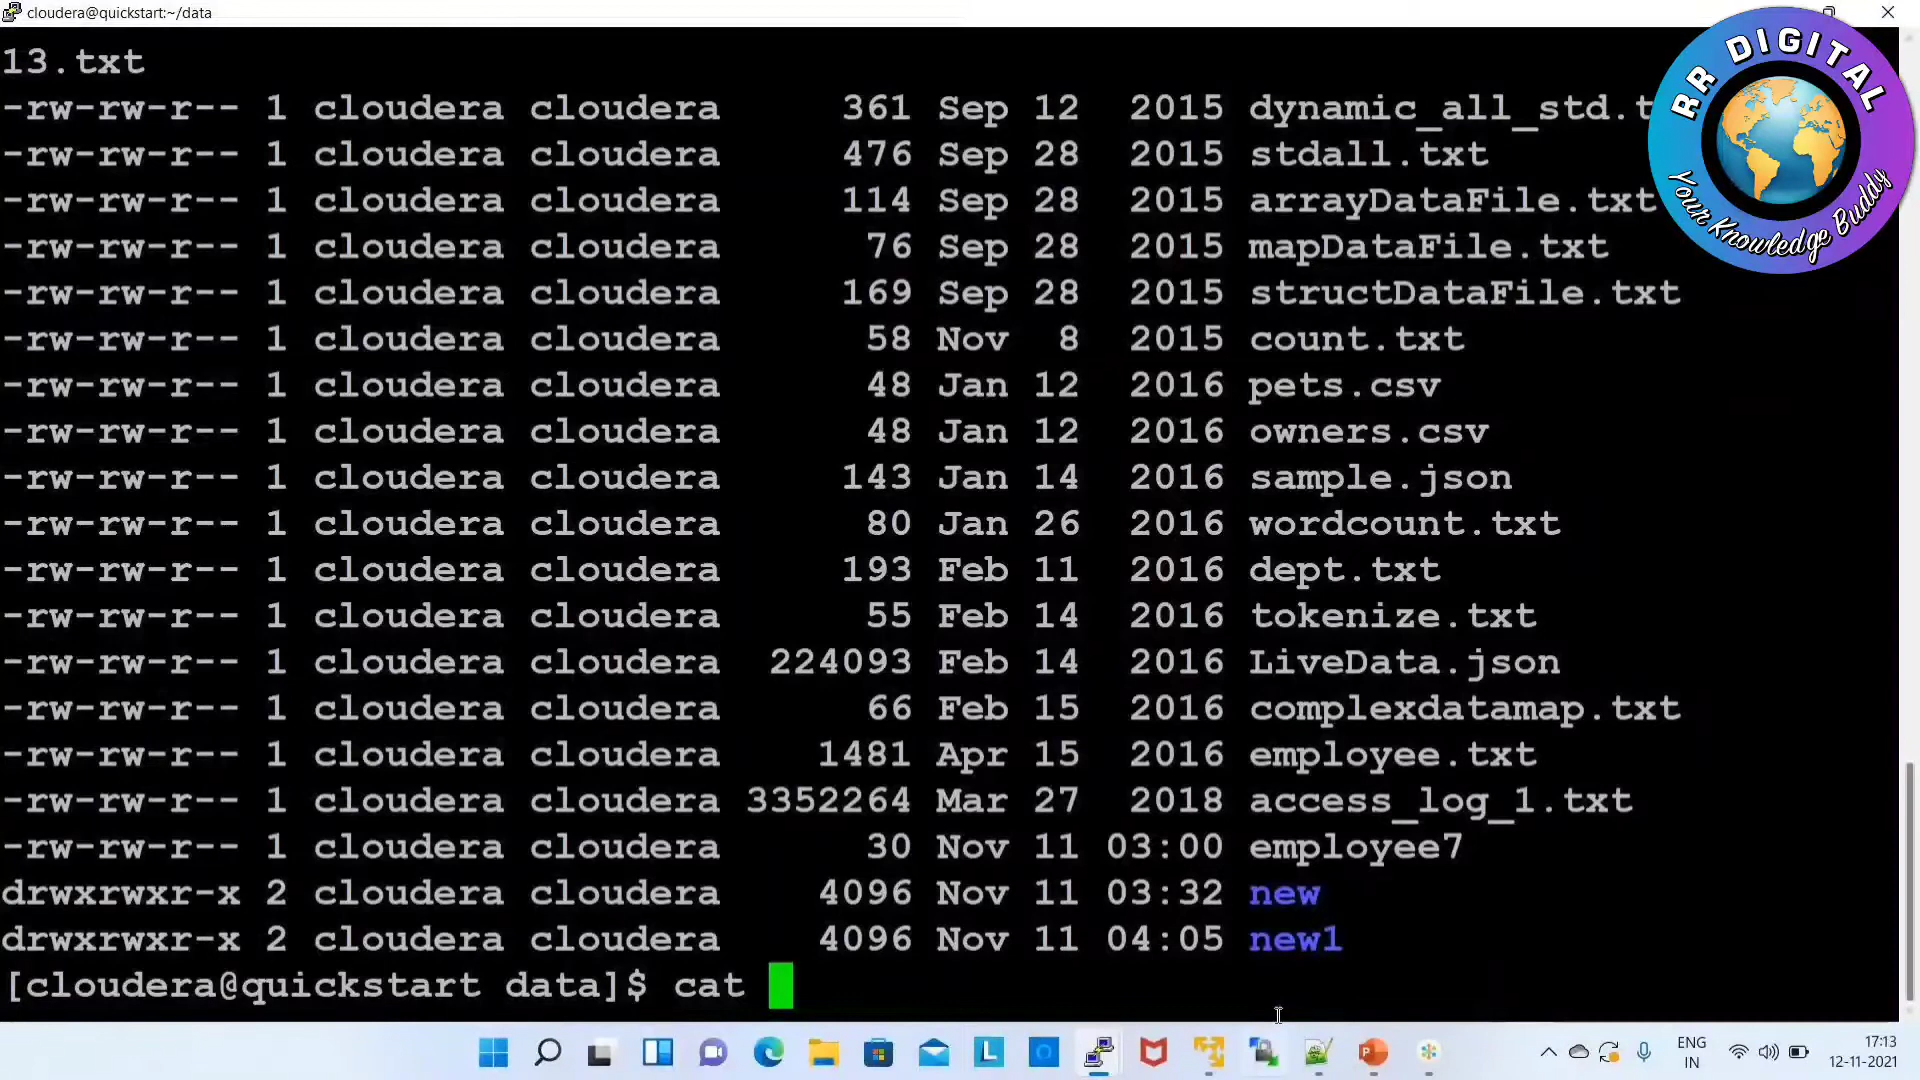 cloudera@quickstart:~/data
13.txt
-rw-rw-r-- 1 cloudera cloudera 361 Sep 12 2015 dynamic_all_std.t
-rw-rw-r-- 1 cloudera cloudera 476 Sep 28 2015 stdall.txt
-rw-rw-r-- 1 cloudera cloudera 114 Sep 28 2015 arrayDataFile.txt
-rw-rw-r-- 1 cloudera cloudera 76 Sep 28 2015 mapDataFile.txt
-rw-rw-r-- 1 cloudera cloudera 169 Sep 28 2015 structDataFile.txt
-rw-rw-r-- 1 cloudera cloudera 58 Nov 8 2015 count.txt
-rw-rw-r-- 1 cloudera cloudera 48 Jan 12 2016 pets.csv
-rw-rw-r-- 1 cloudera cloudera 48 Jan 12 2016 owners.csv
-rw-rw-r-- 1 cloudera cloudera 143 Jan 14 2016 sample.json
-rw-rw-r-- 1 cloudera cloudera 80 Jan 26 2016 wordcount.txt
-rw-rw-r-- 1 cloudera cloudera 193 Feb 11 2016 dept.txt
-rw-rw-r-- 1 cloudera cloudera 55 Feb 14 2016 tokenize.txt
-rw-rw-r-- 1 cloudera cloudera 224093 Feb 14 2016 LiveData.json
-rw-rw-r-- 1 cloudera cloudera 66 Feb 15 2016 complexdatamap.txt
-rw-rw-r-- 1 cloudera cloudera 1481 Apr 15 2016 employee.txt
-rw-rw-r-- 1 cloudera cloudera 3352264 Mar 27 2018 access_log_1.txt
-rw-rw-r-- 1 cloudera cloudera 30 Nov 11 03:00 employee7
drwxrwxr-x 2 cloudera cloudera 4096 Nov 11 03:32 new
drwxrwxr-x 2 cloudera cloudera 4096 Nov 11 04:05 new1
[cloudera@quickstart data]$ cat
RR DIGITAL
Your Knowledge Buddy
ENG
IN
17:13
12-11-2021